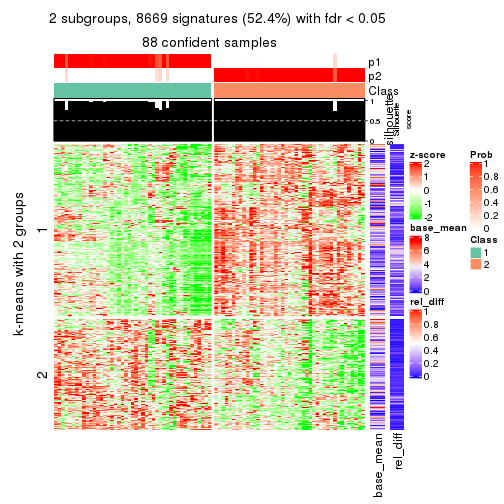 2 subgroups, 8669 signatures (52.4%) with fdr < 0.05
88 confident samples
p1
p2
Class
silhouette
1
0.5
0
Silhouette
score
k-means with 2 groups
1
2
base_mean
rel_diff
z-score
2
1
0
-1
-2
base_mean
8
6
4
2
0
rel_diff
1
0.8
0.6
0.4
0.2
0
Prob
1
0.8
0.6
0.4
0.2
0
Class
1
2